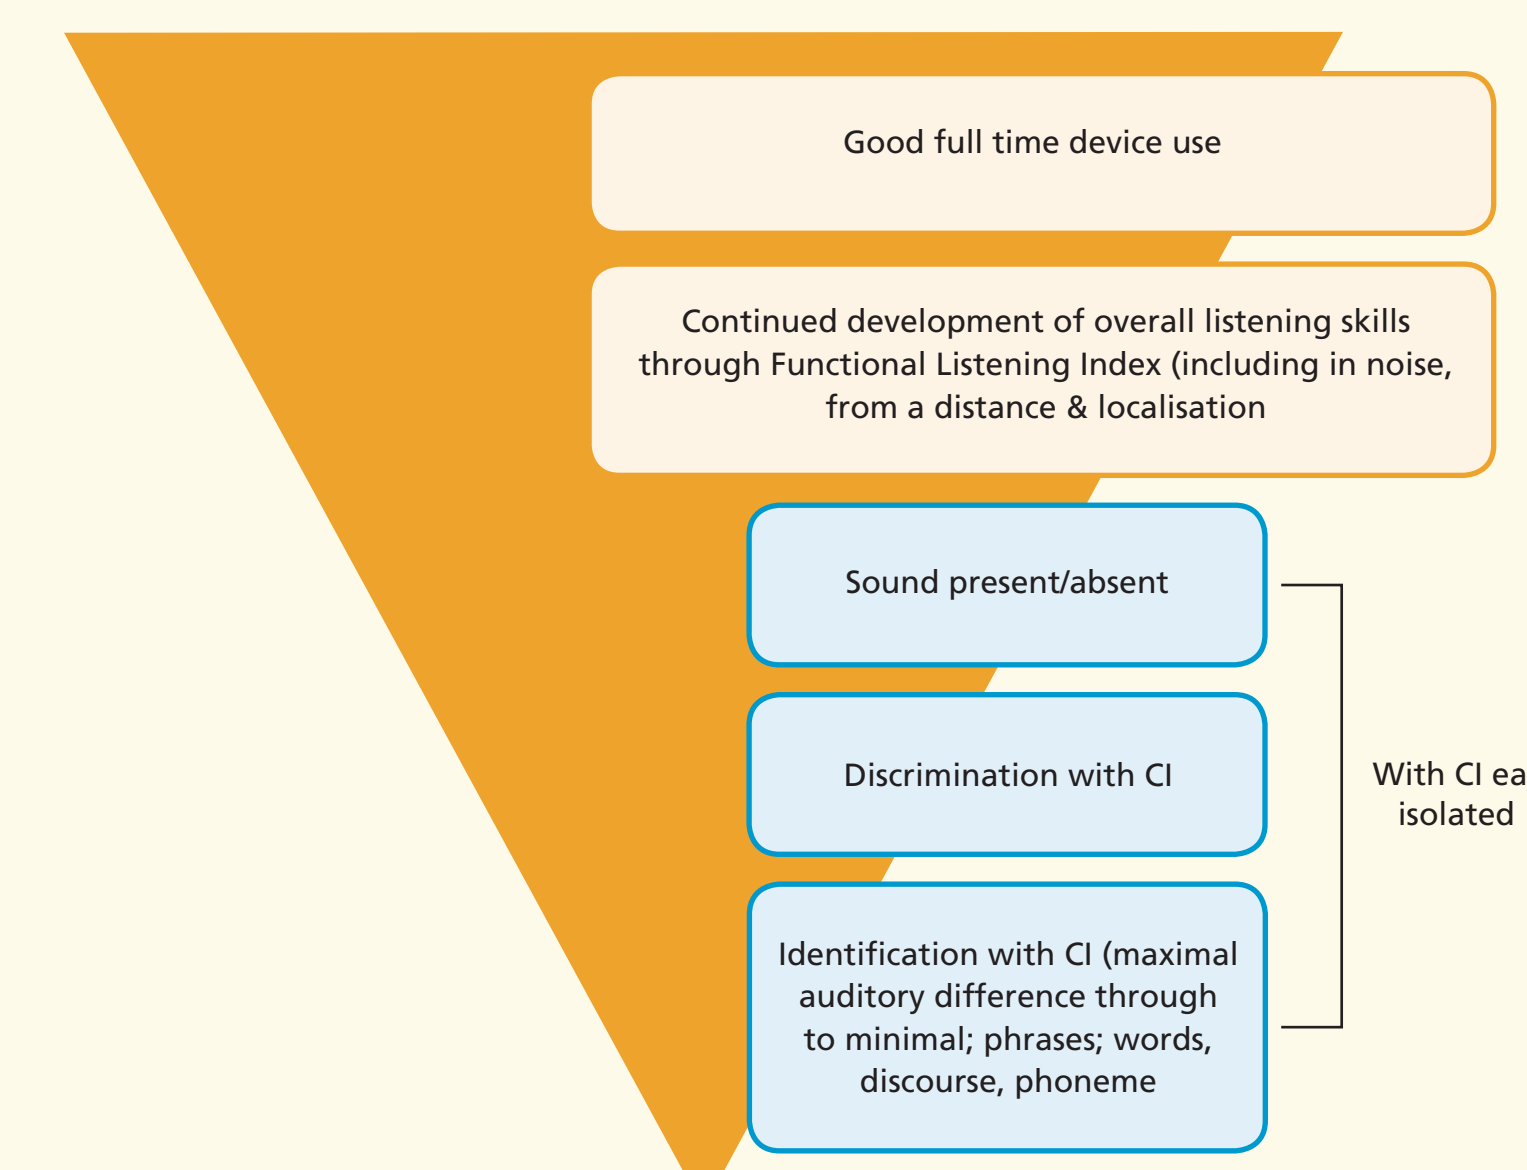 Good full time device use
Continued development of overall listening skills
through Functional Listening Index (including in noise,
from a distance & localisation
Sound present/absent
Discrimination with CI
With CI
isolated
Identification with CI (maximal
auditory difference through
to minimal; phrases; words,
discourse, phoneme